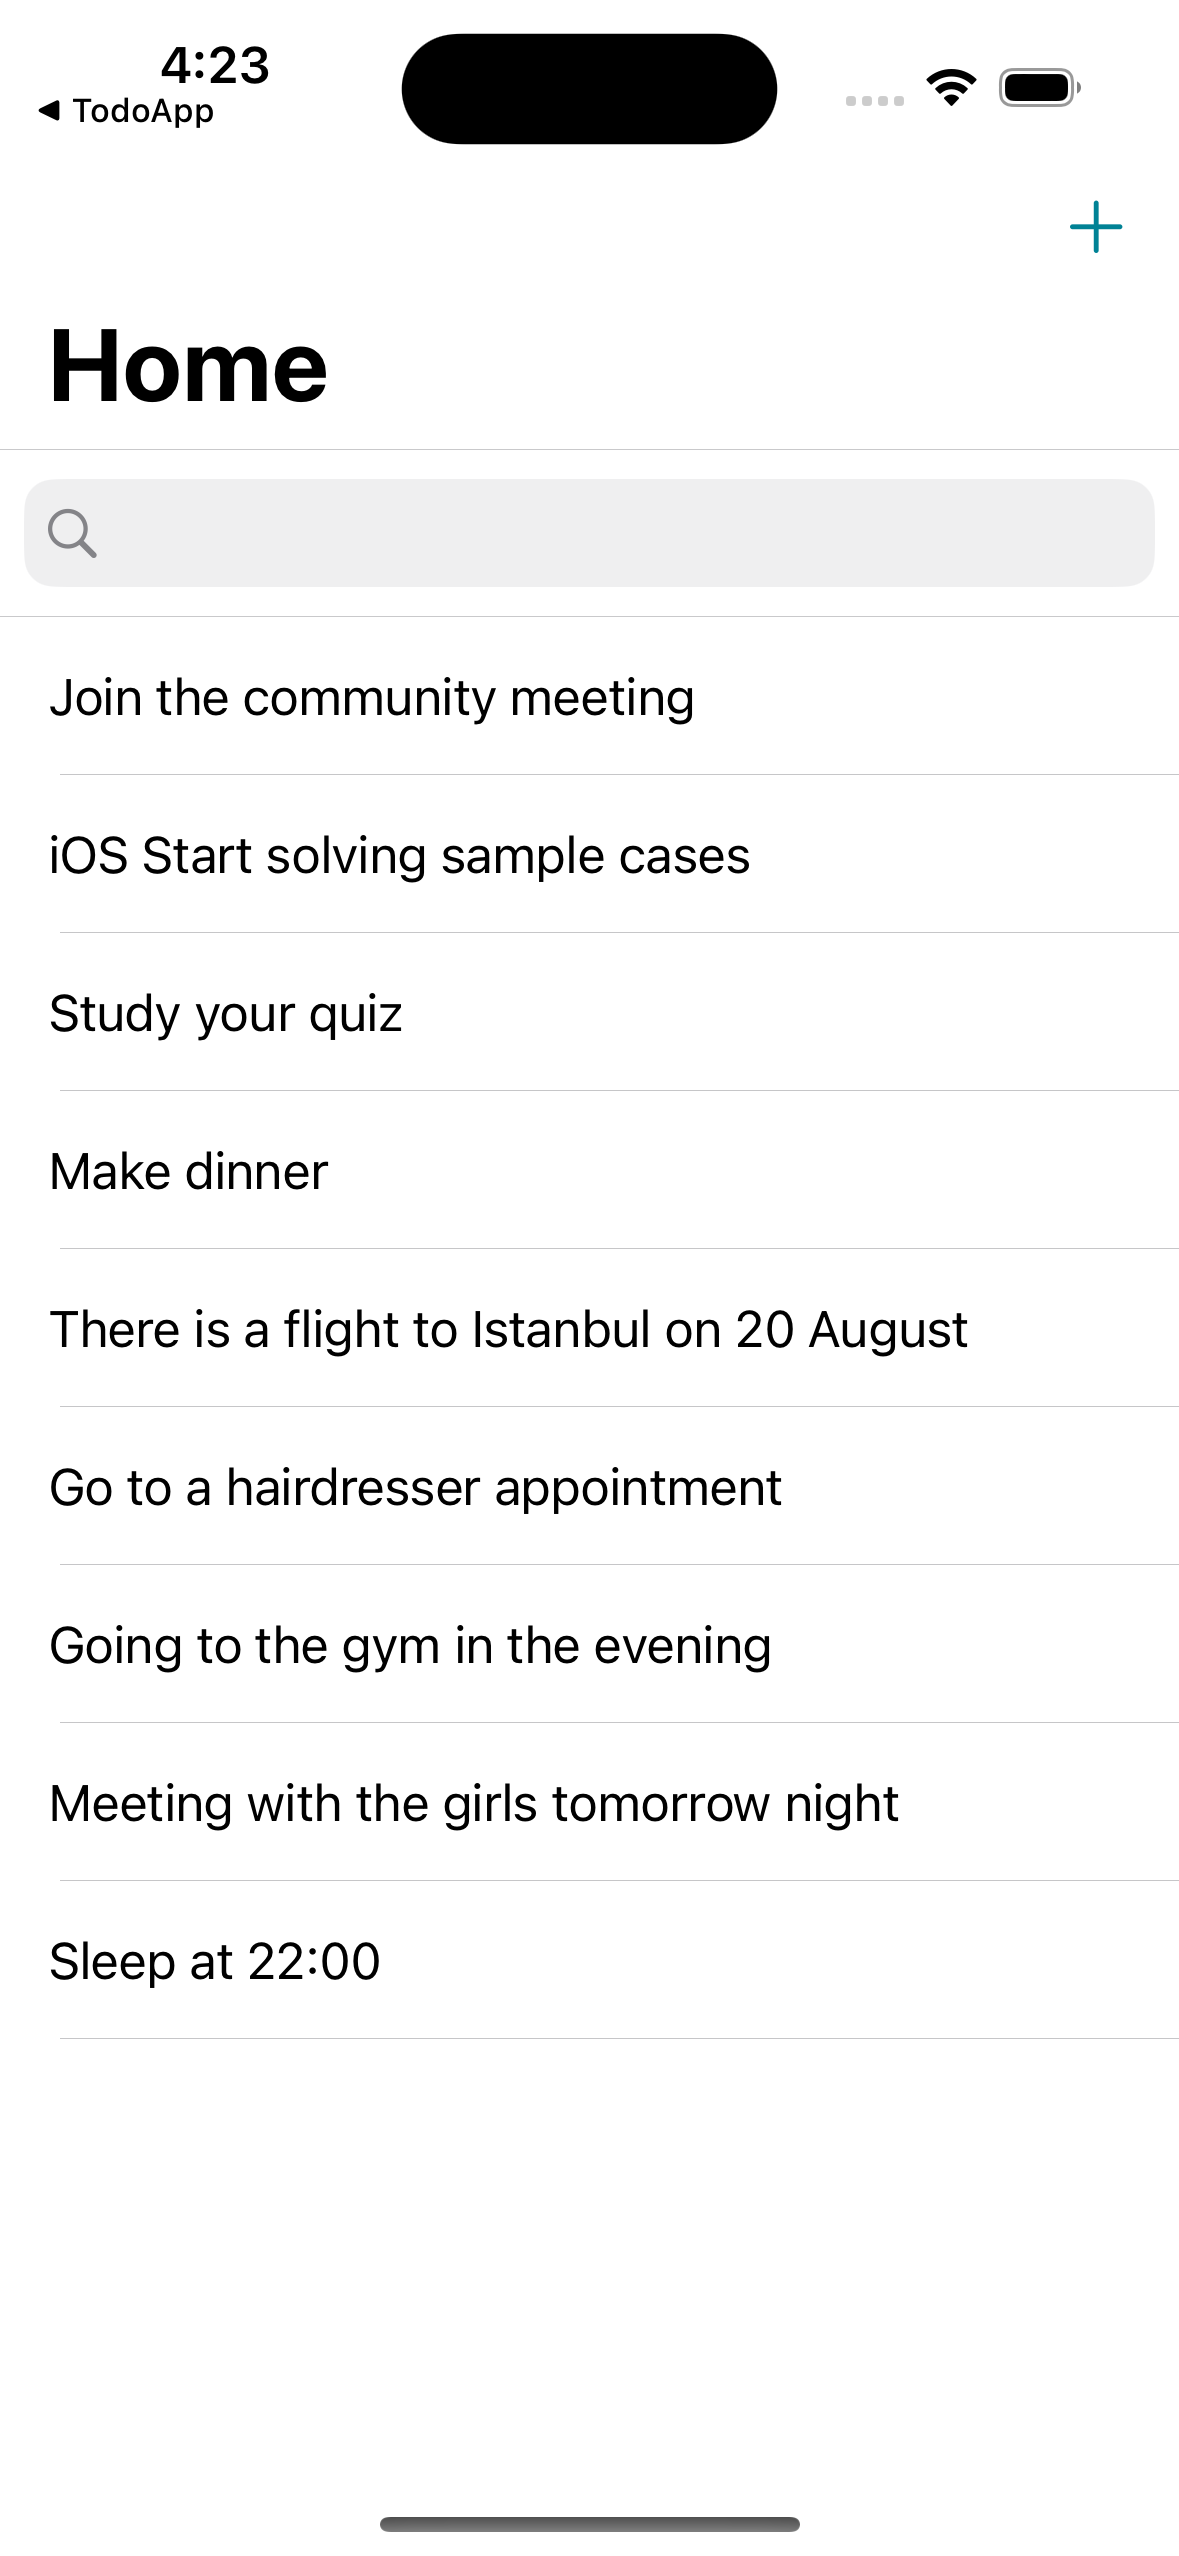 4:23
TodoApp
Home
Join the community meeting
iOS Start solving sample cases
Study your quiz
Make dinner
There is a flight to Istanbul on 20 August
Go to a hairdresser appointment
Going to the gym in the evening
Meeting with the girls tomorrow night
Sleep at 22:00